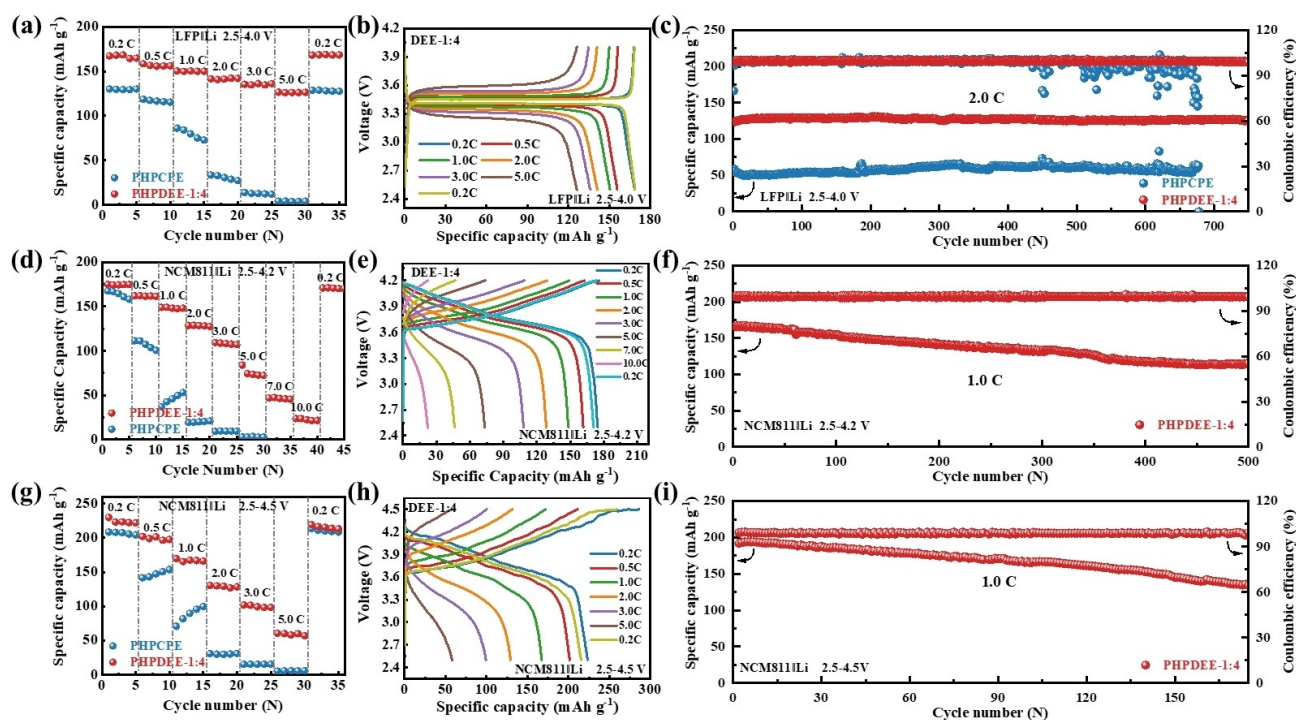 (a)
LFP||Li 2.5-4.0 V
0.2 C
0.5 C
1.0 C
2.0 C
3.0 C
5.0 C
0.2 C
PHPCPE
PHPDEE-1:4
Specific capacity (mAh g-1)
200
150
100
50
0
0 5 10 15 20 25 30 35
Cycle number (N)
(b)
DEE-1:4
Voltage (V)
4.2
3.9
3.6
3.3
3.0
2.7
2.4
0.2C 0.5C
1.0C 2.0C
3.0C 5.0C
0.2C
LFP||Li 2.5-4.0 V
0 30 60 90 120 150 180
Specific capacity (mAh g-1)
(c)
Specific capacity (mAh g-1)
250
200
150
100
50
0
2.0 C
PHPCPE
PHPDEE-1:4
LFP||Li 2.5-4.0 V
0 100 200 300 400 500 600 700
Cycle number (N)
120
90
60
30
0
Coulombic efficiency (%)
(d)
NCM811||Li 2.5-4.2 V
0.2 C
0.5 C
1.0 C
2.0 C
3.0 C
5.0 C
7.0 C
10.0 C
0.2 C
PHPDEE-1:4
PHPCPE
Specific Capacity (mAh g-1)
200
150
100
50
0
0 5 10 15 20 25 30 35 40 45
Cycle Number (N)
(e)
DEE-1:4
Voltage (V)
4.2
3.9
3.6
3.3
3.0
2.7
2.4
0.2C
0.5C
1.0C
2.0C
3.0C
5.0C
7.0C
10.0C
0.2C
NCM811||Li 2.5-4.2 V
0 30 60 90 120 150 180 210
Specific Capacity (mAh g-1)
(f)
Specific capacity (mAh g-1)
250
200
150
100
50
0
1.0 C
PHPDEE-1:4
NCM811||Li 2.5-4.2 V
0 100 200 300 400 500
Cycle number (N)
120
90
60
30
0
Coulombic efficiency (%)
(g)
NCM811||Li 2.5-4.5 V
0.2 C
0.5 C
1.0 C
2.0 C
3.0 C
5.0 C
0.2 C
PHPCPE
PHPDEE-1:4
Specific capacity (mAh g-1)
250
200
150
100
50
0
0 5 10 15 20 25 30 35
Cycle number (N)
(h)
DEE-1:4
Voltage (V)
4.5
4.2
3.9
3.6
3.3
3.0
2.7
2.4
0.2C
0.5C
1.0C
2.0C
3.0C
5.0C
0.2C
NCM811||Li 2.5-4.5 V
0 50 100 150 200 250 300
Specific capacity (mAh g-1)
(i)
Specific capacity (mAh g-1)
250
200
150
100
50
0
1.0 C
NCM811||Li 2.5-4.5V
PHPDEE-1:4
0 30 60 90 120 150
Cycle number (N)
120
90
60
30
0
Coulombic efficiency (%)